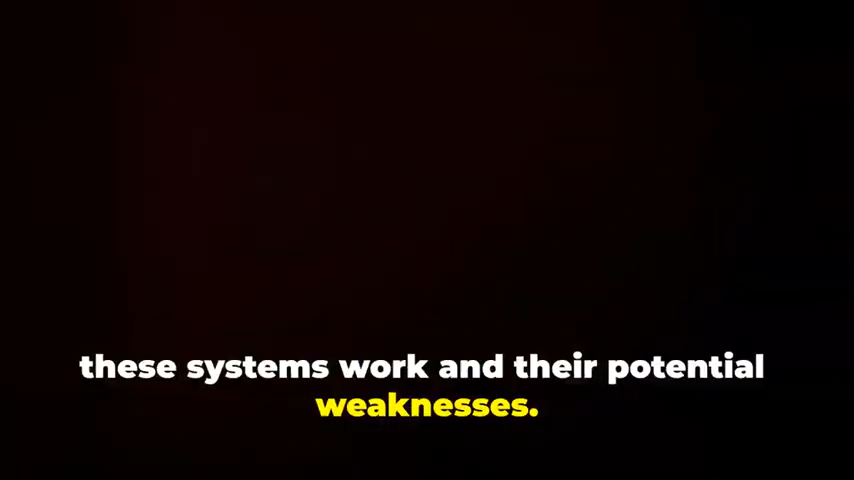 these systems work and their potential
weaknesses.